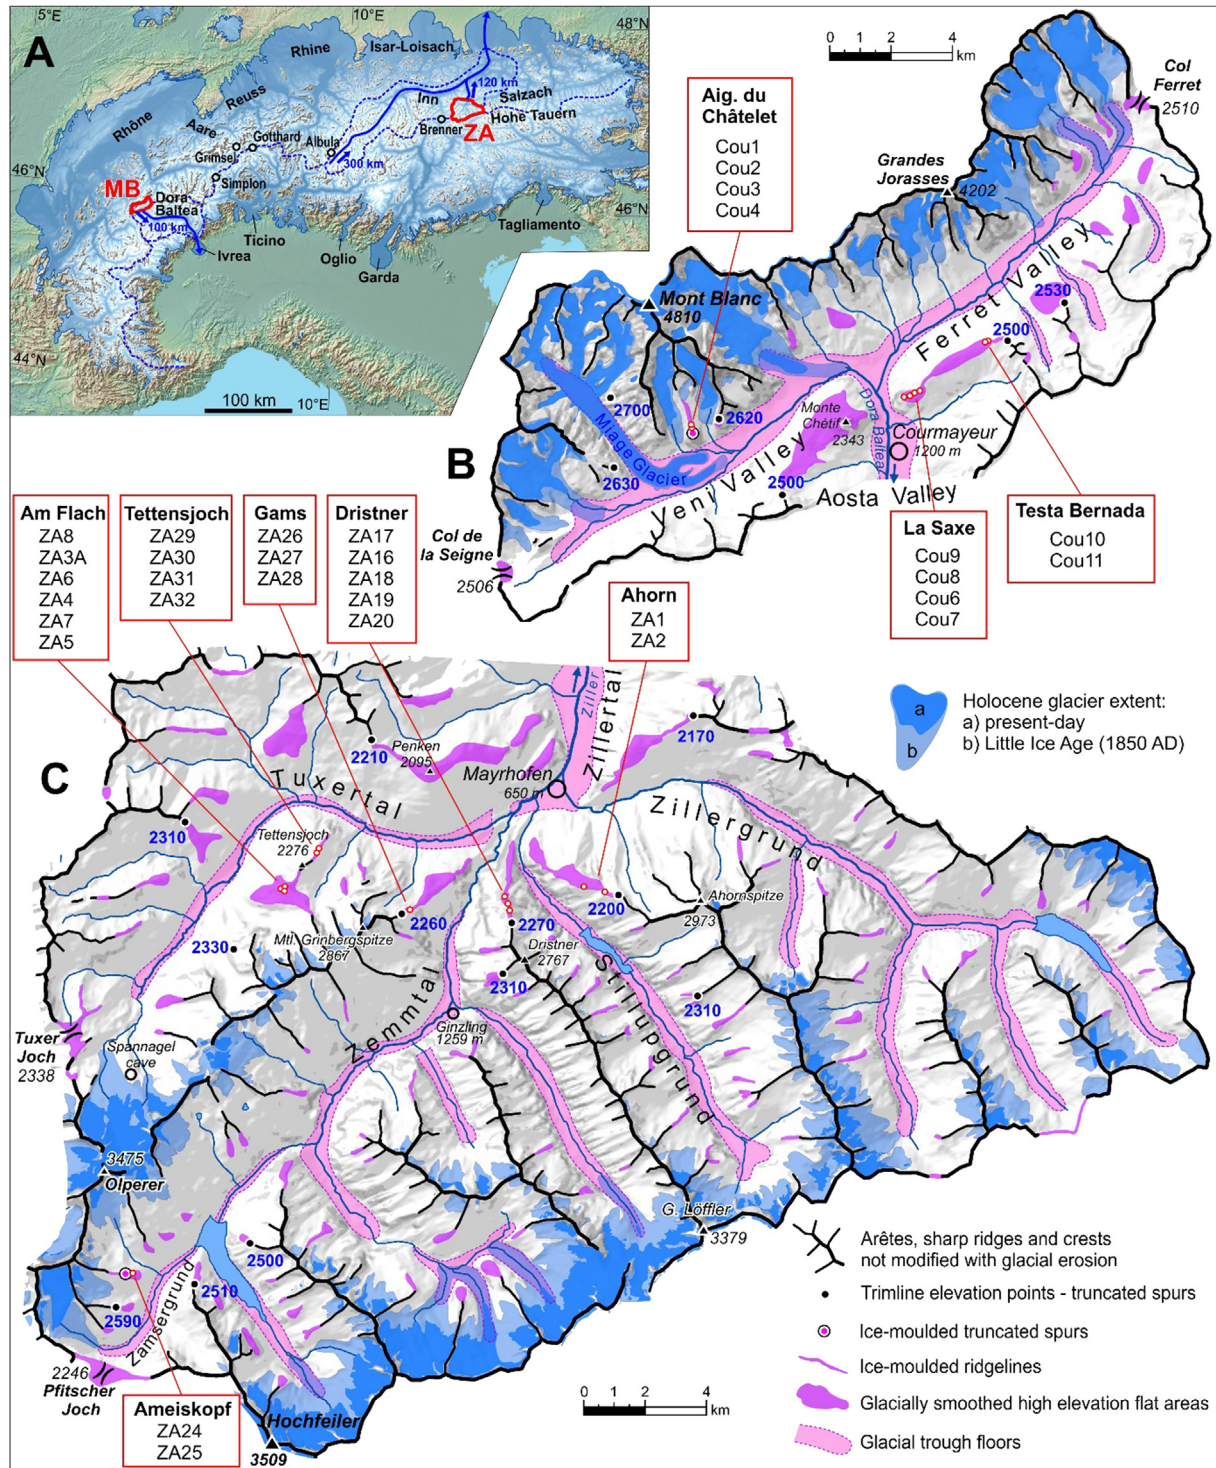 5°E
10°E
48°N
A
Rhine
Isar-Loisach
120 km
Reuss
Inn
Salzach
Rhône
Aare
Gotthard
Albula
Brenner
Hohe Tauern
ZA
Grimsel
300 km
46°N
Simplon
MB
Dora
Baltea
100 km
46°N
Ticino
Tagliamento
Ivrea
Oglio
Garda
44°N
100 km
10°E
0 1 2 4
km
Col
Ferret
2510
Aig. du
Châtelet
Cou1
Cou2
Cou3
Cou4
Grandes
Jorasses
4202
Mont Blanc
4810
Ferret Valley
2530
2500
2700
2620
Monte
Chétif
2343
Dora Baltea
Courmayeur
1200 m
B
Miage Glacier
2630
Veni Valley
2500
Aosta Valley
Col de
la Seigne
2506
La Saxe
Cou9
Cou8
Cou6
Cou7
Testa Bernada
Cou10
Cou11
Am Flach
ZA8
ZA3A
ZA6
ZA4
ZA7
ZA5
Tettensjoch
ZA29
ZA30
ZA31
ZA32
Gams
ZA26
ZA27
ZA28
Dristner
ZA17
ZA16
ZA18
ZA19
ZA20
Ahorn
ZA1
ZA2
a
b
Holocene glacier extent:
a) present-day
b) Little Ice Age (1850 AD)
Ziller
Zillertal
2170
2210
Penken
2095
C
Tuxertal
Mayrhofen
650 m
Zillergrund
2310
Tettensjoch
2276
2260
2270
2200
Ahornspitze
2973
2330
Mtl. Grinbergspitze
2867
Dristner
2767
2310
Stillupgrund
2310
Zemmtal
Ginzling
1259 m
Tuxer
Joch
2338
Spannagel
cave
3475
Olperer
G. Löffler
3379
2500
2510
2590
Zamsergrund
2246
Pfitscher
Joch
Ameiskopf
ZA24
ZA25
Hochfeiler
3509
0 1 2 4
km
Arêtes, sharp ridges and crests
not modified with glacial erosion
Trimline elevation points - truncated spurs
Ice-moulded truncated spurs
Ice-moulded ridgelines
Glacially smoothed high elevation flat areas
Glacial trough floors